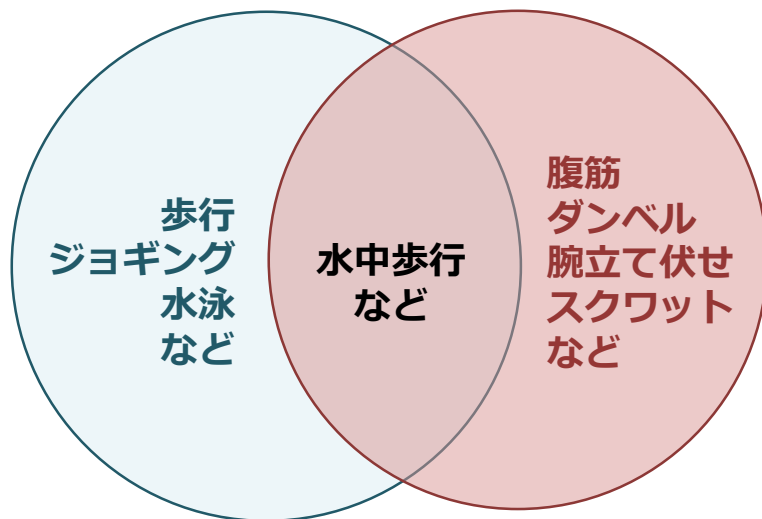 歩行
ジョギング
水泳
など
水中歩行
など
腹筋
ダンベル
腕立て伏せ
スクワット
など